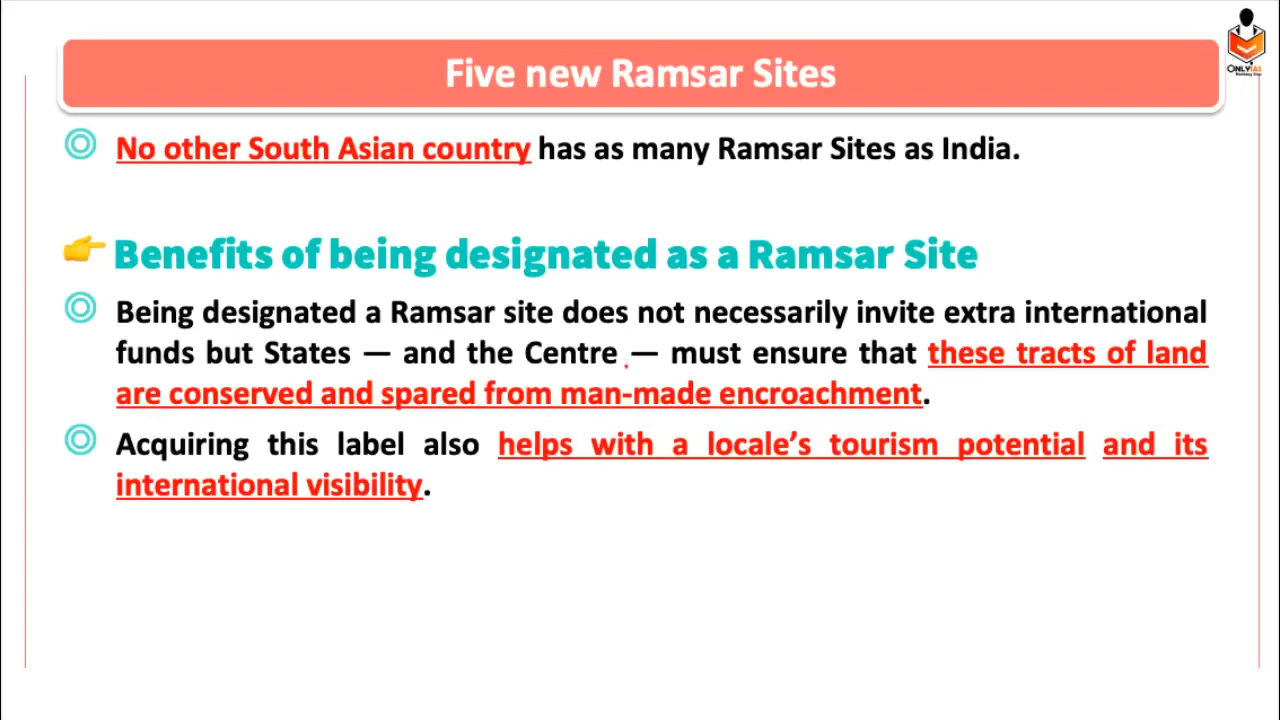 Five new Ramsar Sites
ONLYIAS
No other South Asian country has as many Ramsar Sites as India.
Benefits of being designated as a Ramsar Site
Being designated a Ramsar site does not necessarily invite extra international
funds but States — and the Centre — must ensure that these tracts of land
are conserved and spared from man-made encroachment.
Acquiring this label also helps with a locale’s tourism potential and its
international visibility.